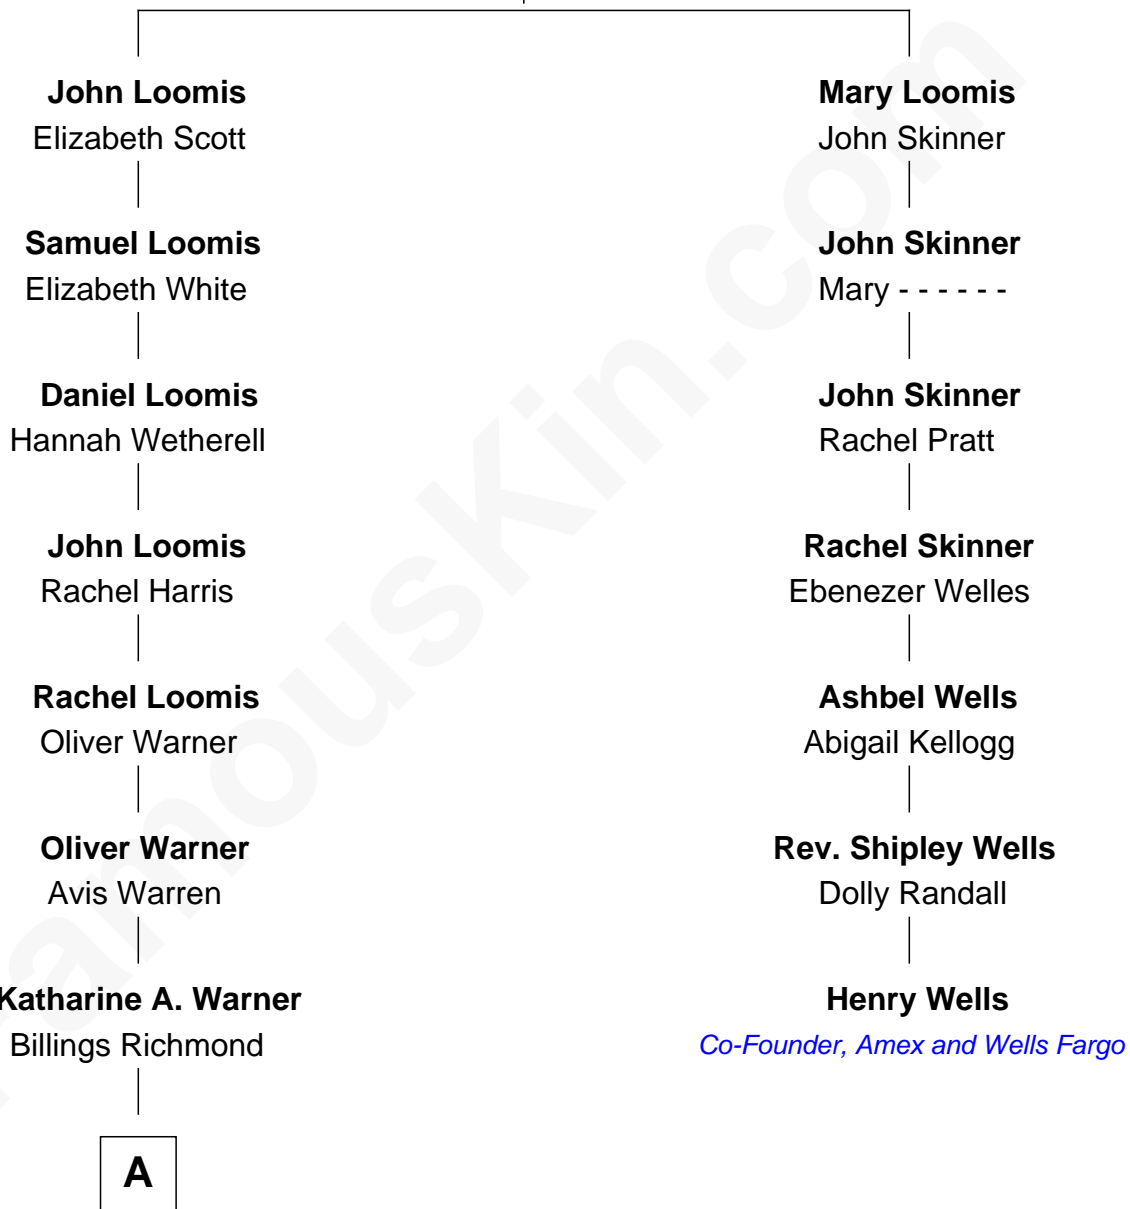 John Loomis
Elizabeth Scott
Samuel Loomis
Elizabeth White
Daniel Loomis
Hannah Wetherell
John Loomis
Rachel Harris
Rachel Loomis
Oliver Warner
Oliver Warner
Avis Warren
Katharine A. Warner
Billings Richmond
A
Mary Loomis
John Skinner
John Skinner
Mary - - - - - -
John Skinner
Rachel Pratt
Rachel Skinner
Ebenezer Welles
Ashbel Wells
Abigail Kellogg
Rev. Shipley Wells
Dolly Randall
Henry Wells
Co-Founder, Amex and Wells Fargo
FamousKin.com